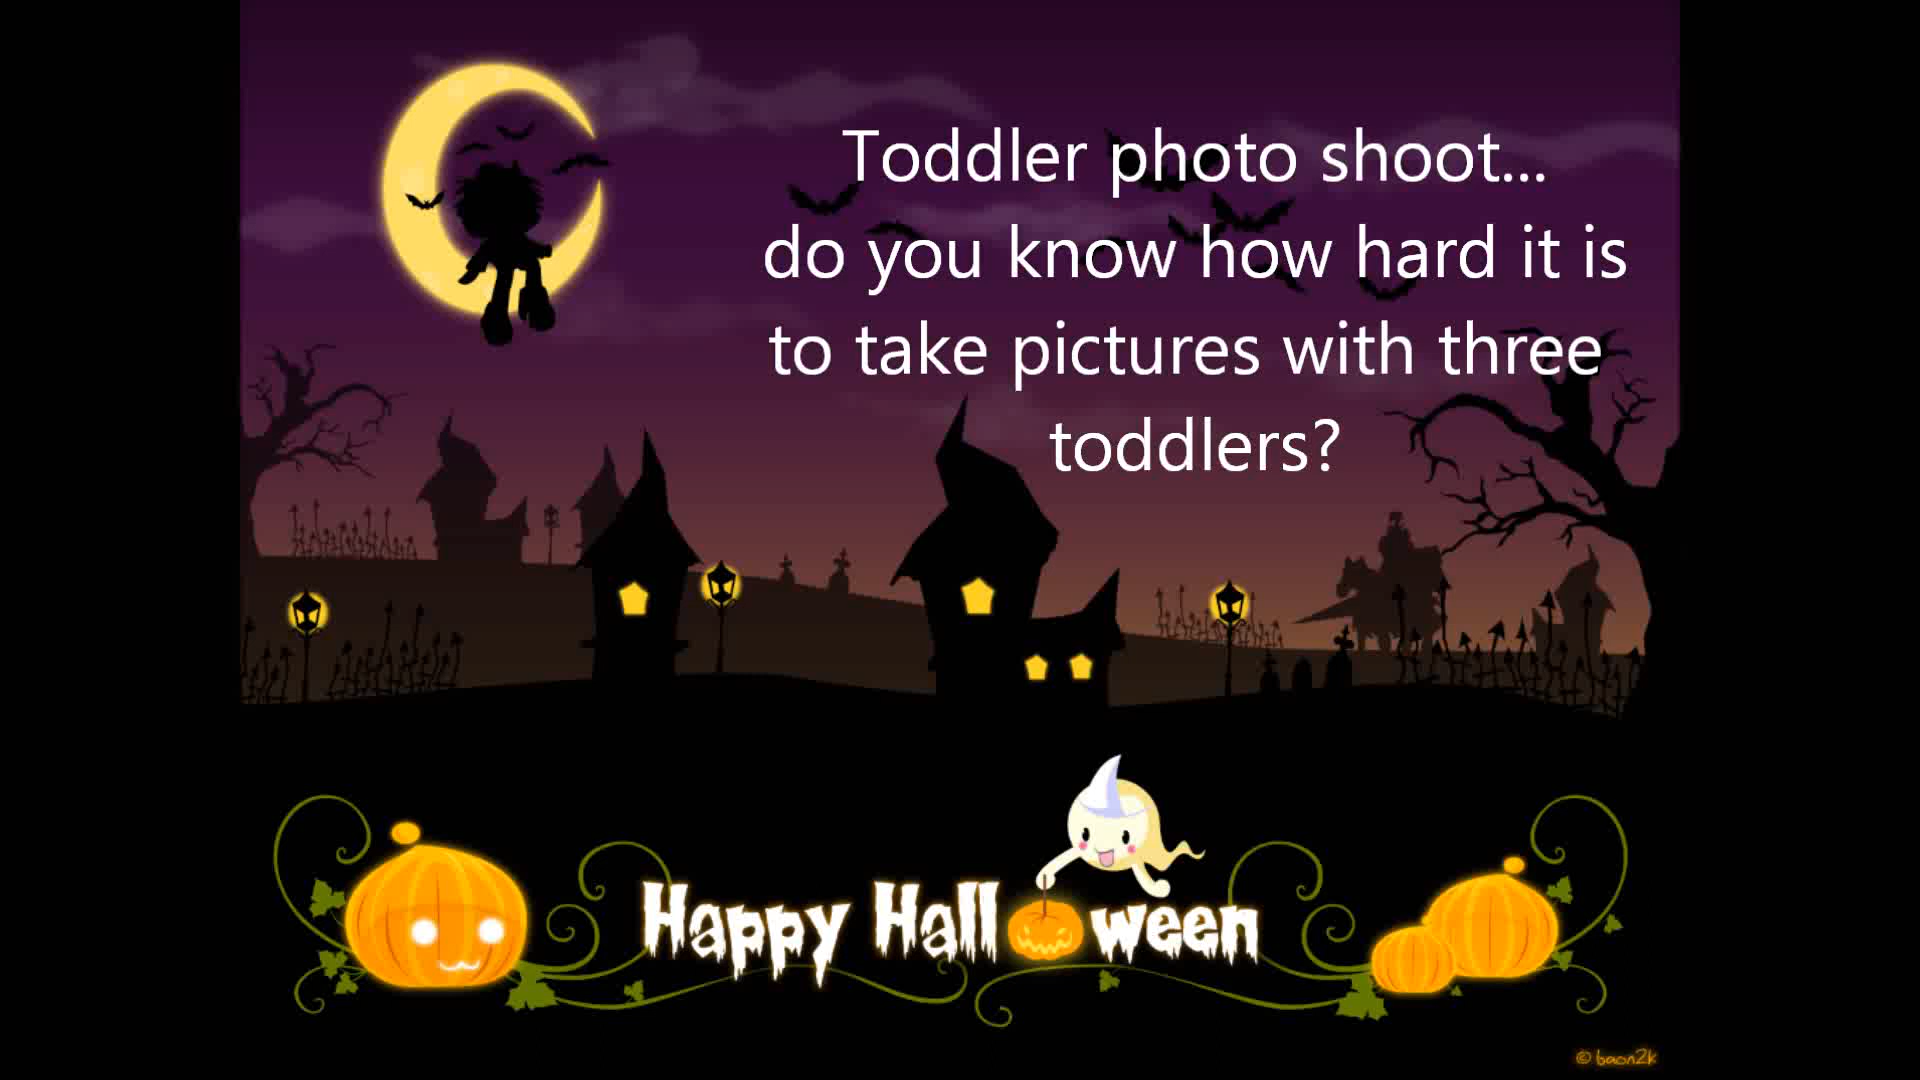 Toddler photo shoot...
do you know how hard it is
to take pictures with three
toddlers?
Happy Halloween
© baon2k